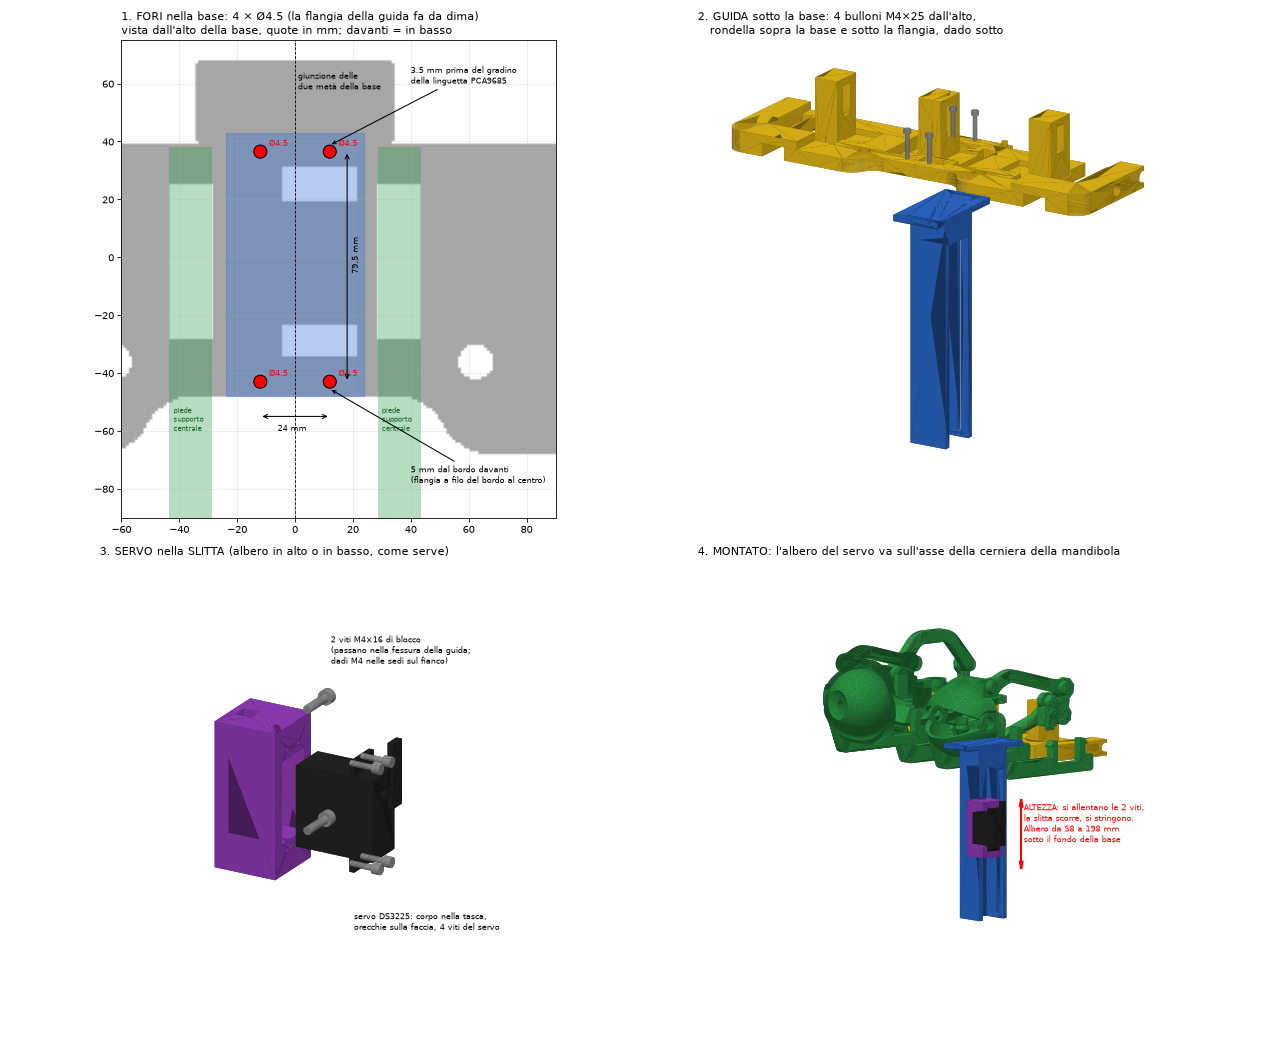 1. FORI nella base: 4 × Ø4.5 (la flangia della guida fa da dima)
vista dall'alto della base, quote in mm; davanti = in basso
giunzione delle
due metà della base
3.5 mm prima del gradino
della linguetta PCA9685
Ø4.5
Ø4.5
79.5 mm
Ø4.5
Ø4.5
24 mm
piede
supporto
centrale
piede
supporto
centrale
5 mm dal bordo davanti
(flangia a filo del bordo al centro)
60
40
20
0
−20
−40
−60
−80
−60
−40
−20
0
20
40
60
80
2. GUIDA sotto la base: 4 bulloni M4×25 dall'alto,
rondella sopra la base e sotto la flangia, dado sotto
3. SERVO nella SLITTA (albero in alto o in basso, come serve)
2 viti M4×16 di blocco
(passano nella fessura della guida;
dadi M4 nelle sedi sul fianco)
servo DS3225: corpo nella tasca,
orecchie sulla faccia, 4 viti del servo
4. MONTATO: l'albero del servo va sull'asse della cerniera della mandibola
ALTEZZA: si allentano le 2 viti,
la slitta scorre, si stringono.
Albero da 58 a 198 mm
sotto il fondo della base